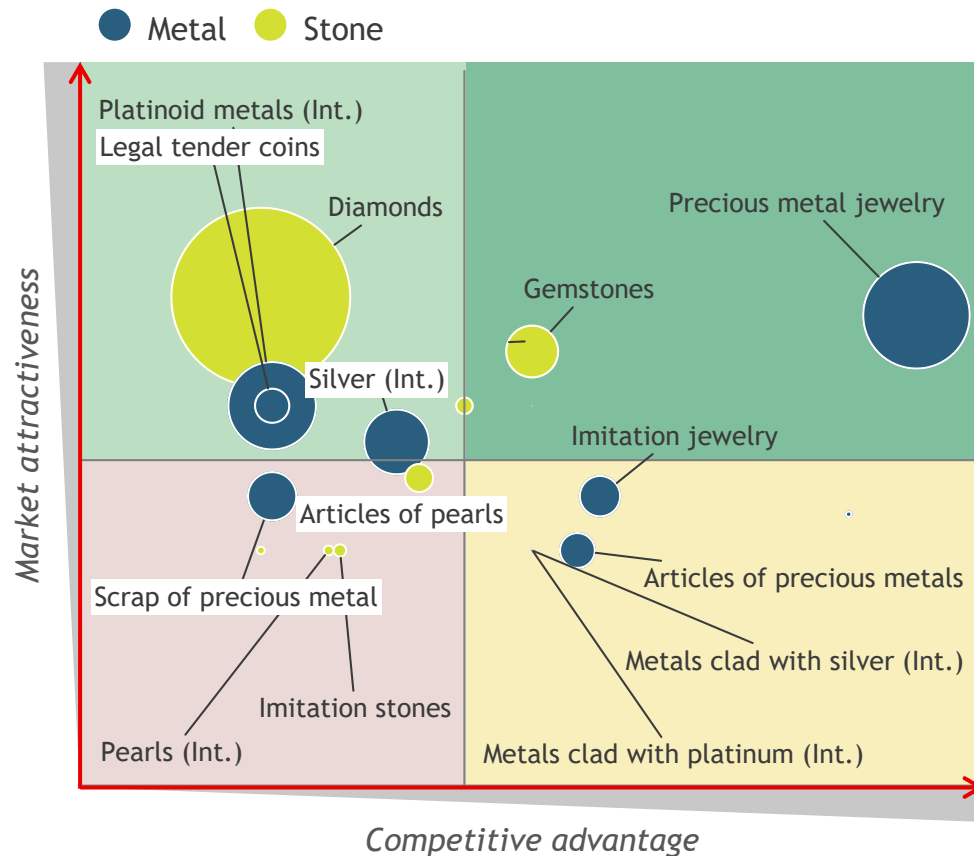 Metal
Stone
Platinoid metals (Int.)
Legal tender coins
Diamonds
Precious metal jewelry
Gemstones
Silver (Int.)
Imitation jewelry
Articles of pearls
Articles of precious metals
Scrap of precious metal
Metals clad with silver (Int.)
Imitation stones
Pearls (Int.)
Metals clad with platinum (Int.)
Market attractiveness
Competitive advantage